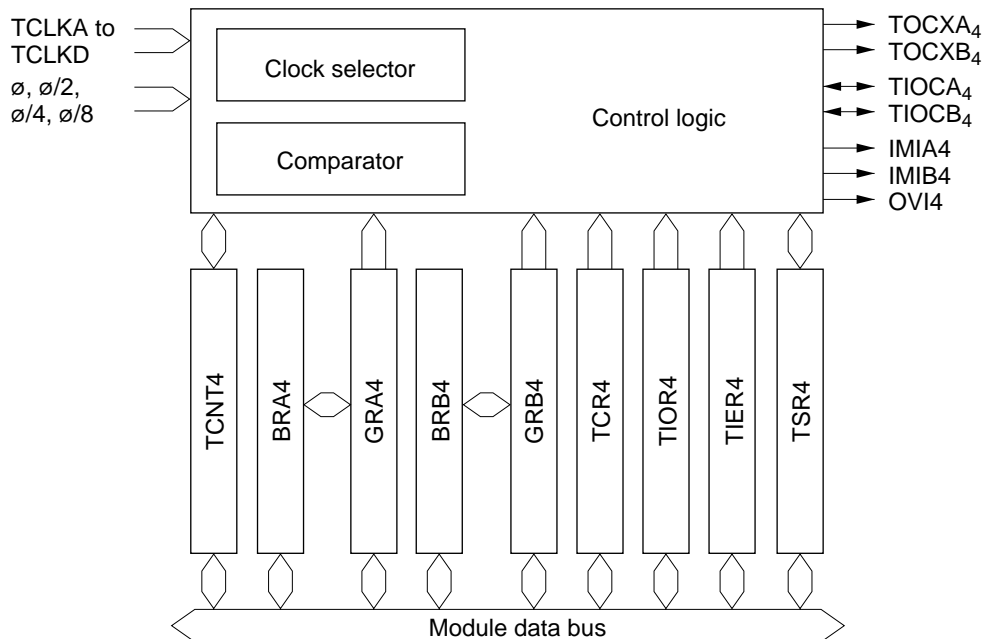 TCLKA to
TCLKD
ø, ø/2,
ø/4, ø/8
Clock selector
Comparator
Control logic
TOCXA4
TOCXB4
TIOCA4
TIOCB4
IMIA4
IMIB4
OVI4
TCNT4
BRA4
GRA4
BRB4
GRB4
TCR4
TIOR4
TIER4
TSR4
Module data bus